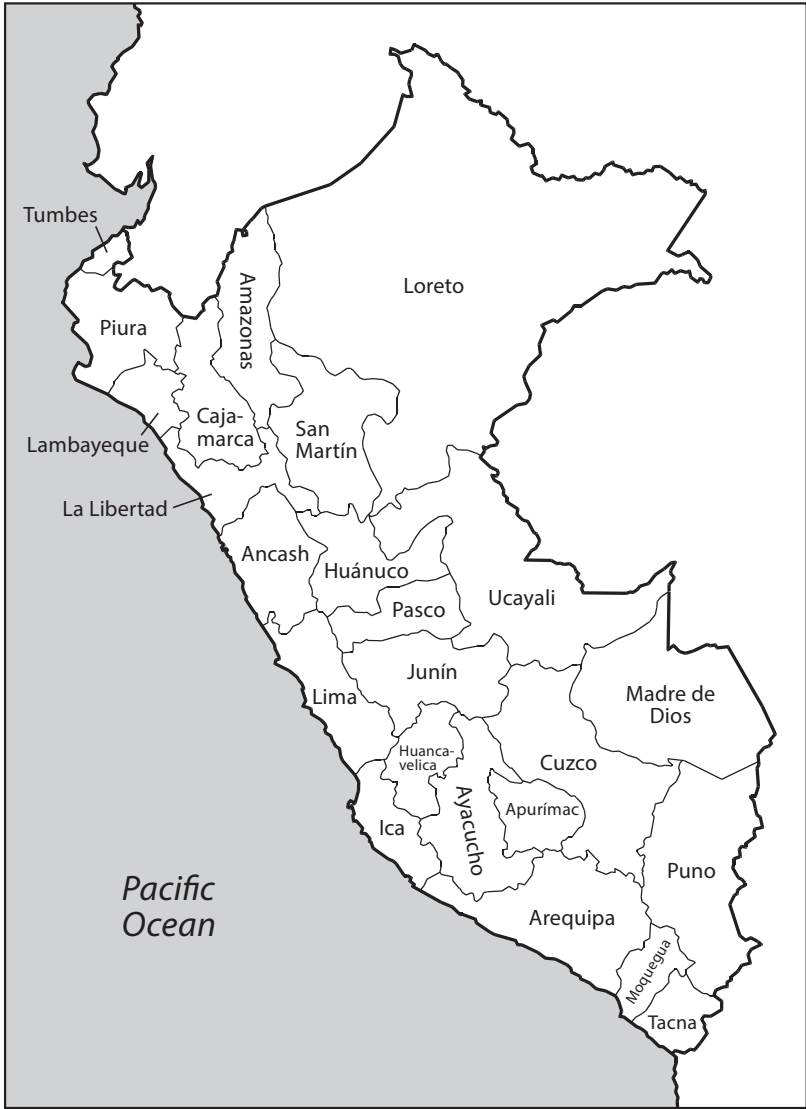 Tumbes
Loreto
Amazonas
Piura
Caja-
marca
San
Martín
Lambayeque
La Libertad
Ancash
Huánuco
Ucayali
Pasco
Junín
Lima
Madre de
Dios
Huanca-
velica
Cuzco
Apurímac
Ayacucho
Ica
Puno
Pacific
Ocean
Arequipa
Moquegua
Tacna